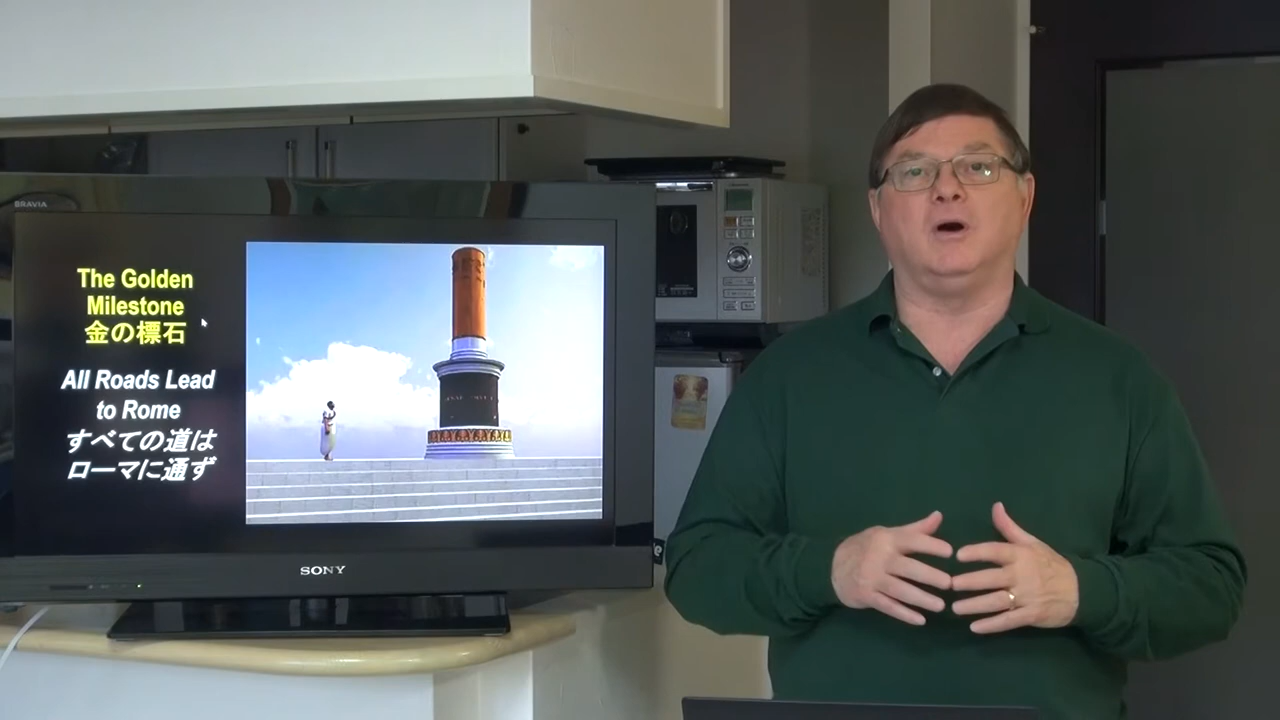 BRAVIA
The Golden
Milestone
金の標石
All Roads Lead
to Rome
すべての道は
ローマに通ず
SONY